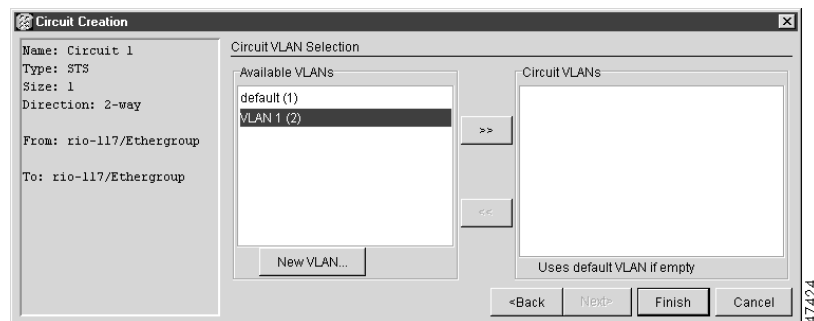 Circuit Creation
Name: Circuit 1
Type: STS
Size: 1
Direction: 2-way
From: rio-117/Ethergroup
To: rio-117/Ethergroup
Circuit VLAN Selection
Available VLANs
default (1)
VLAN 1 (2)
New VLAN...
>>
<<
Circuit VLANs
Uses default VLAN if empty
<Back
Next>
Finish
Cancel
47424